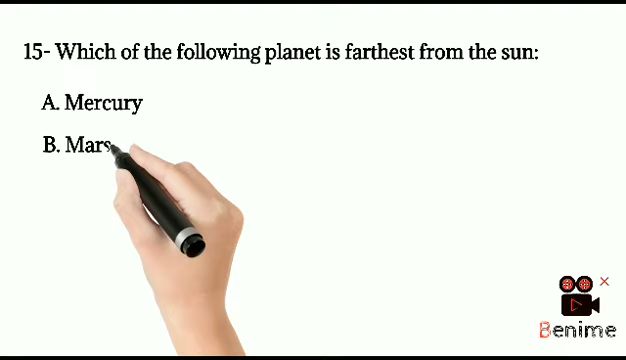 15- Which of the following planet is farthest from the sun:
A. Mercury
B. Mars
Benime